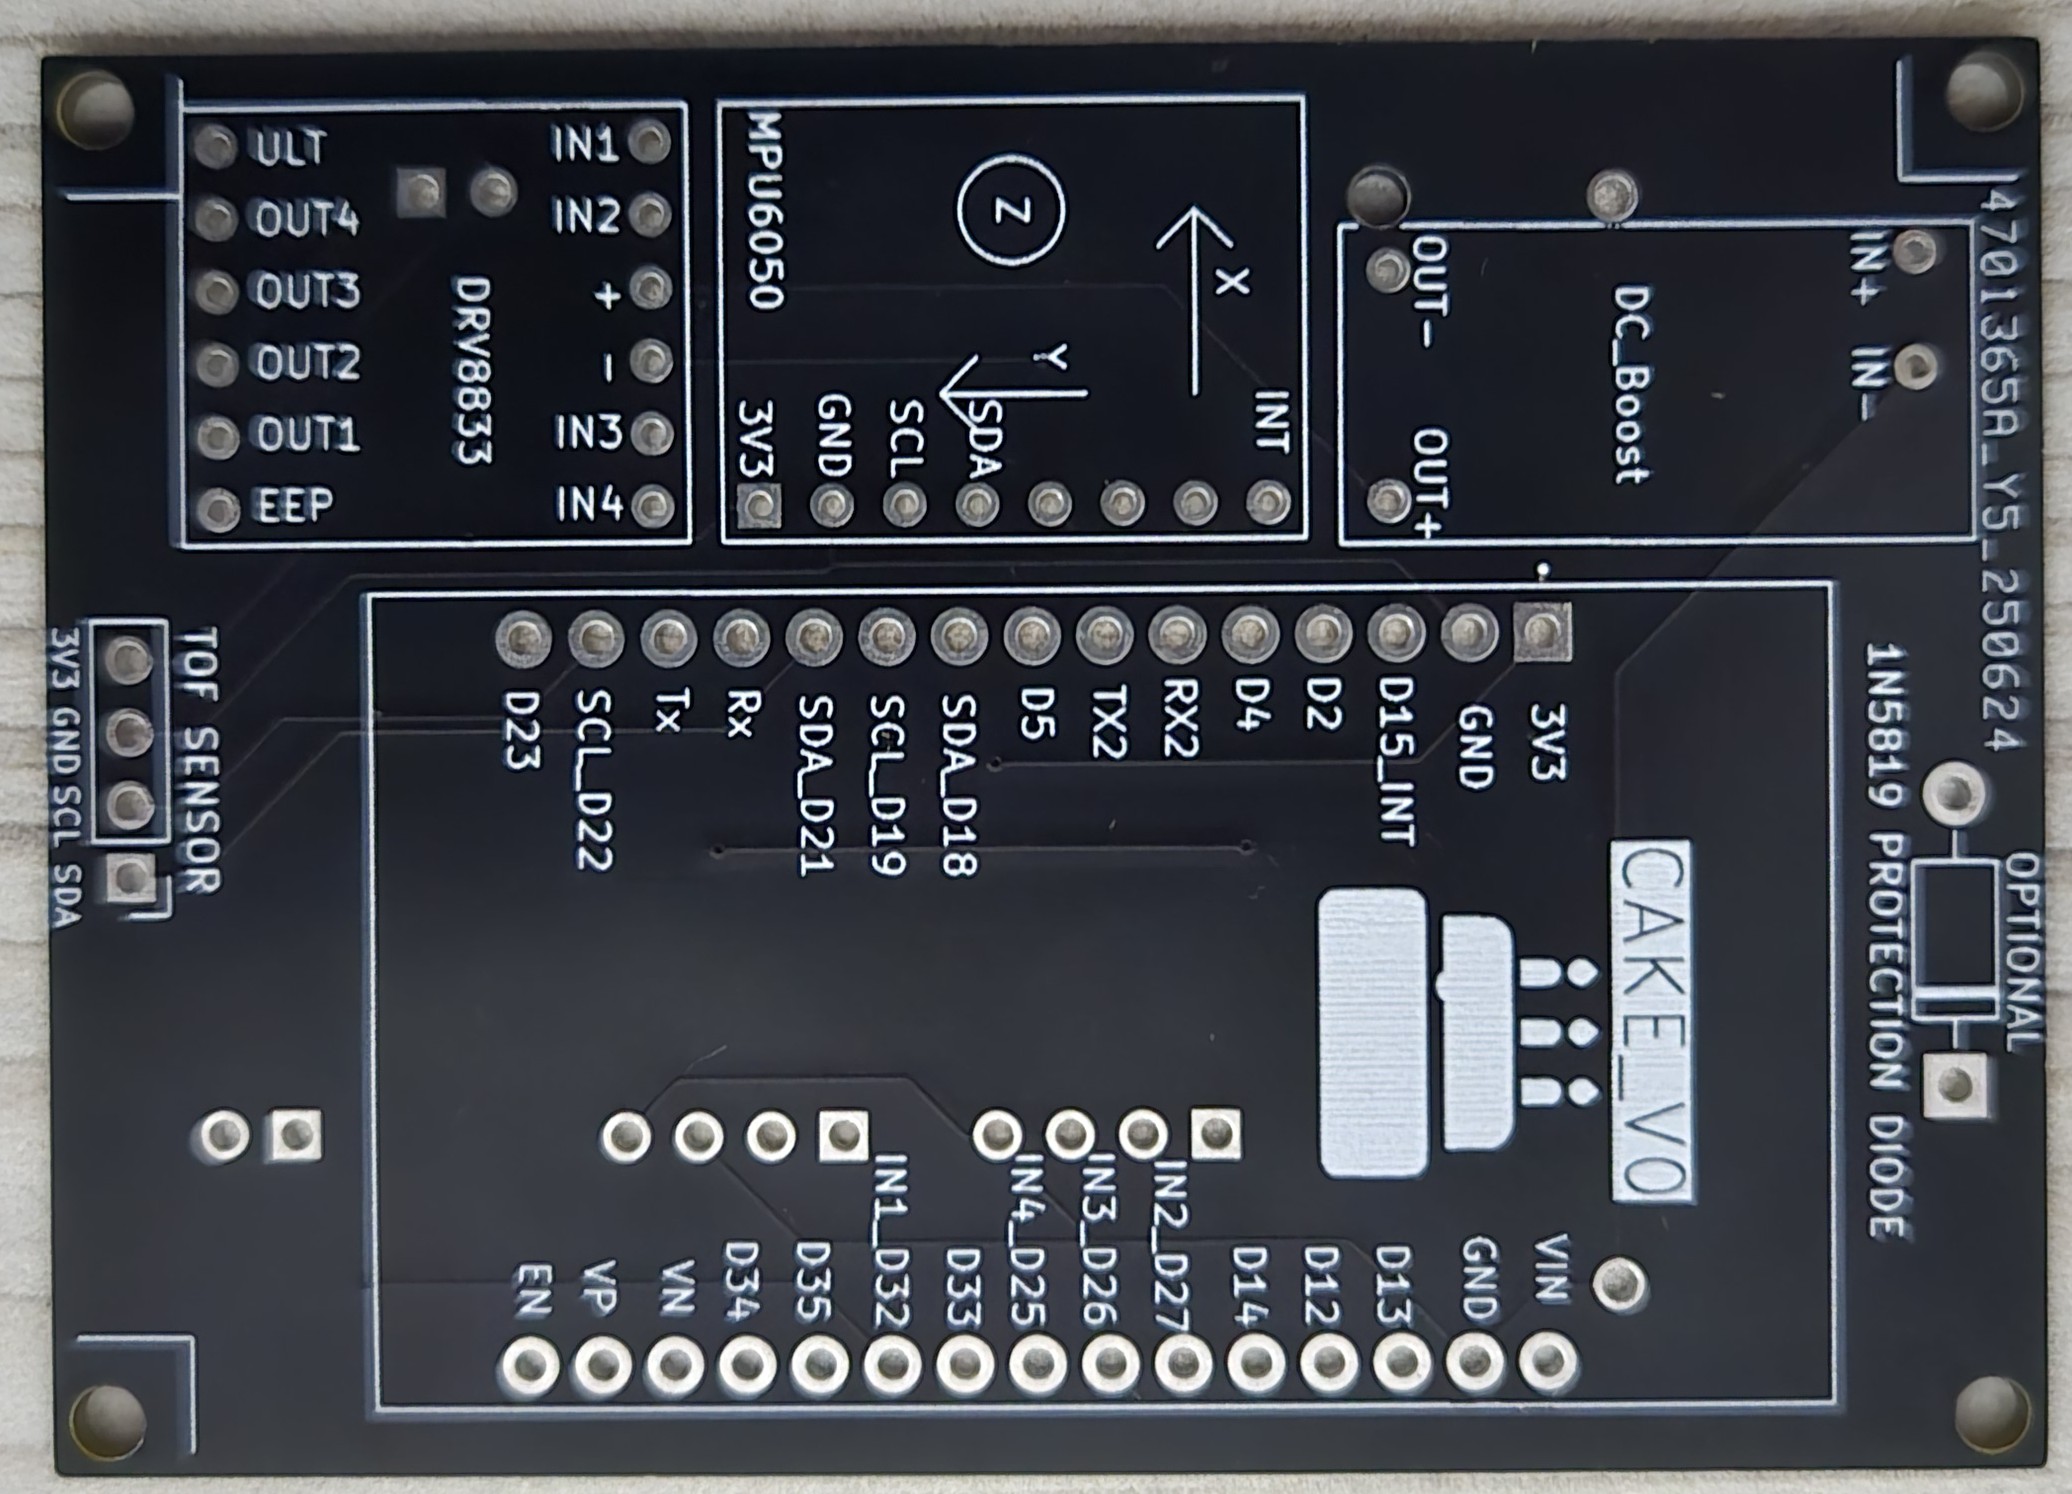 ULT
OUT4
OUT3
OUT2
OUT1
EEP
DRV8833
IN1
IN2
+
-
IN3
IN4
MPU6050
Z
X
Y
3V3
GND
SCL
SDA
INT
OUT-
OUT+
DC_Boost
IN+
IN-
4701365A_Y5_250624
TOF SENSOR
3V3 GND SCL SDA
D23
SCL_D22
Tx
Rx
SDA_D21
SCL_D19
SDA_D18
D5
TX2
RX2
D4
D2
D15_INT
GND
3V3
CAKE_V0
OPTIONAL
1N5819 PROTECTION DIODE
EN
VP
VN
D34
D35
IN1_D32
D33
IN4_D25
IN3_D26
IN2_D27
D14
D12
D13
GND
VIN